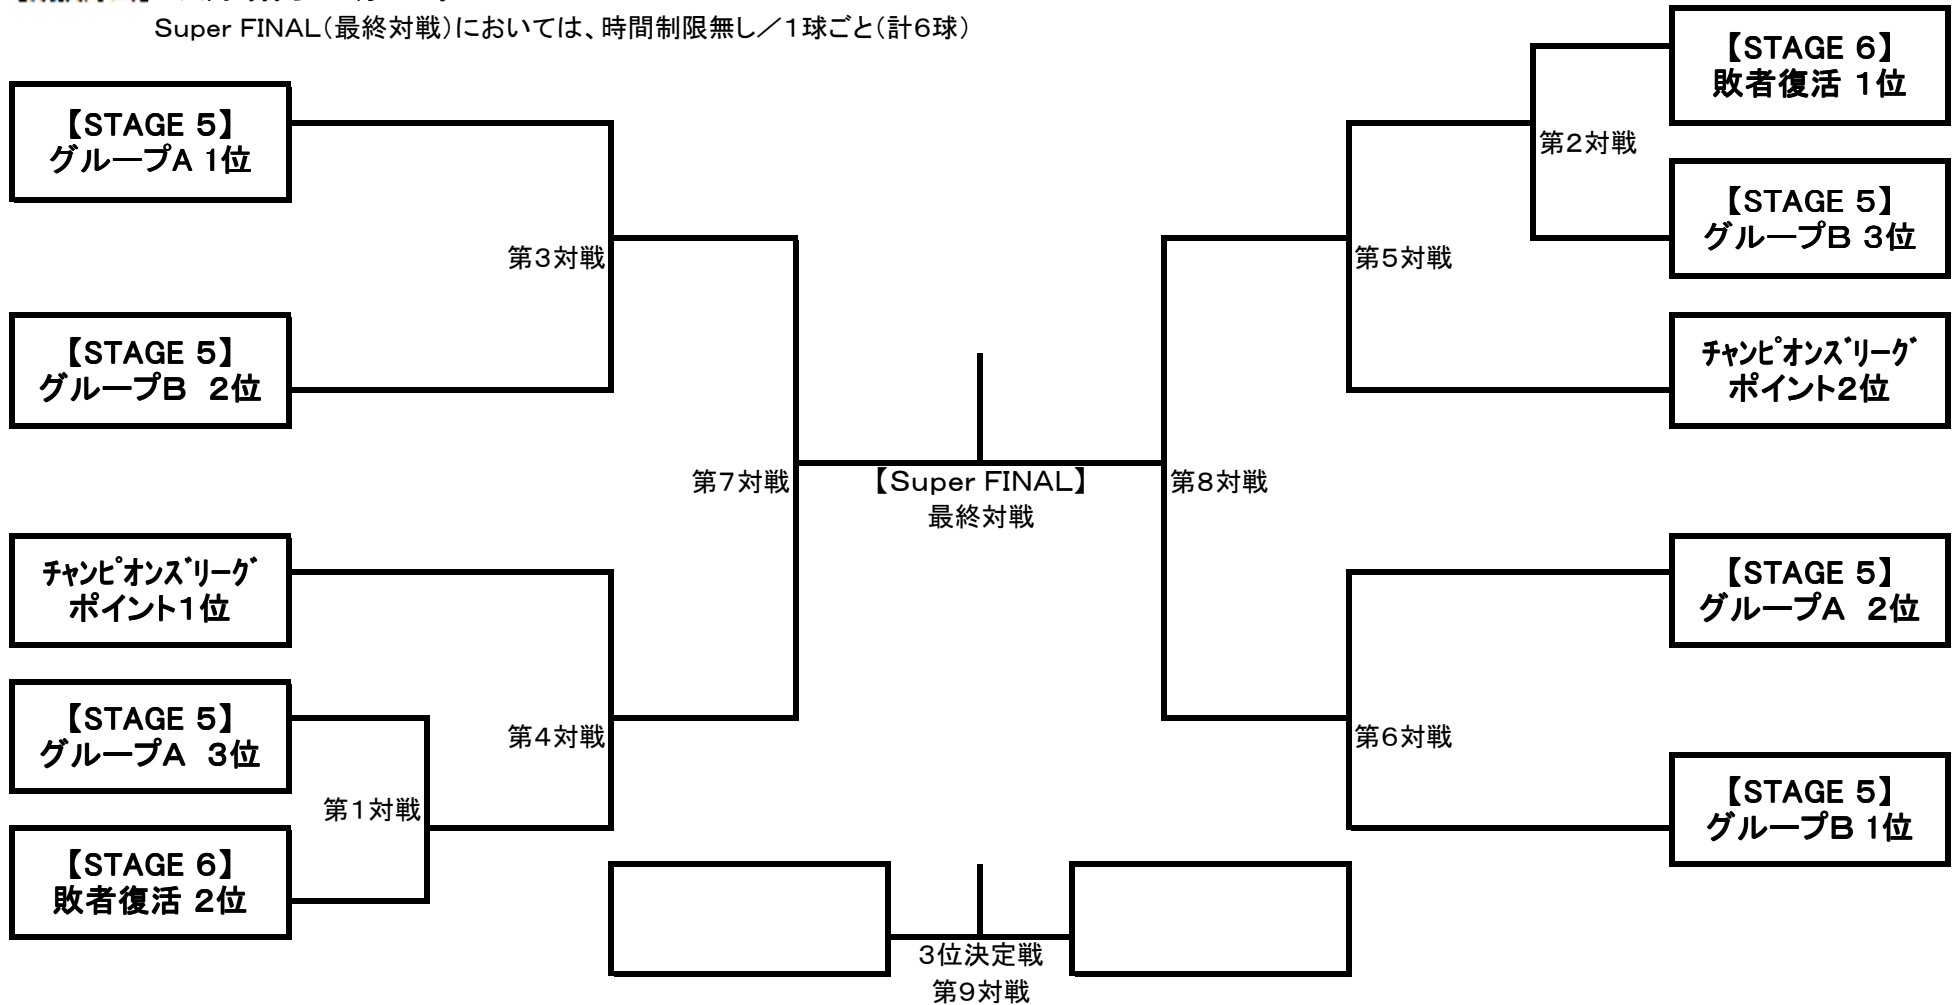 Super FINAL（最終対戦）においては、時間制限無し／１球ごと（計６球）
【STAGE 5】
グループA 1位
【STAGE 5】
グループB　2位
ﾁｬﾝﾋﾟｵﾝｽﾞﾘｰｸﾞ
ポイント1位
【STAGE 5】
グループA　3位
【STAGE 6】
敗者復活 2位
第1対戦
第3対戦
第4対戦
第7対戦
【Super FINAL】
最終対戦
3位決定戦
第9対戦
第8対戦
第5対戦
第6対戦
第2対戦
【STAGE 6】
敗者復活 1位
【STAGE 5】
グループB 3位
ﾁｬﾝﾋﾟｵﾝｽﾞﾘｰｸﾞ
ポイント2位
【STAGE 5】
グループA　2位
【STAGE 5】
グループB 1位